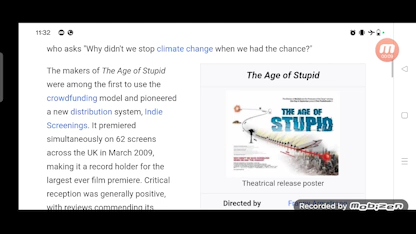 11:32
who asks "Why didn't we stop climate change when we had the chance?"
The makers of The Age of Stupid
were among the first to use the
crowdfunding model and pioneered
a new distribution system, Indie
Screenings. It premiered
simultaneously on 62 screens
across the UK in March 2009,
making it a record holder for the
largest ever film premiere. Critical
reception was generally positive,
with reviews commending its
The Age of Stupid
THE AGE OF
STUPID
Theatrical release poster
Directed by
Recorded by Mobizen